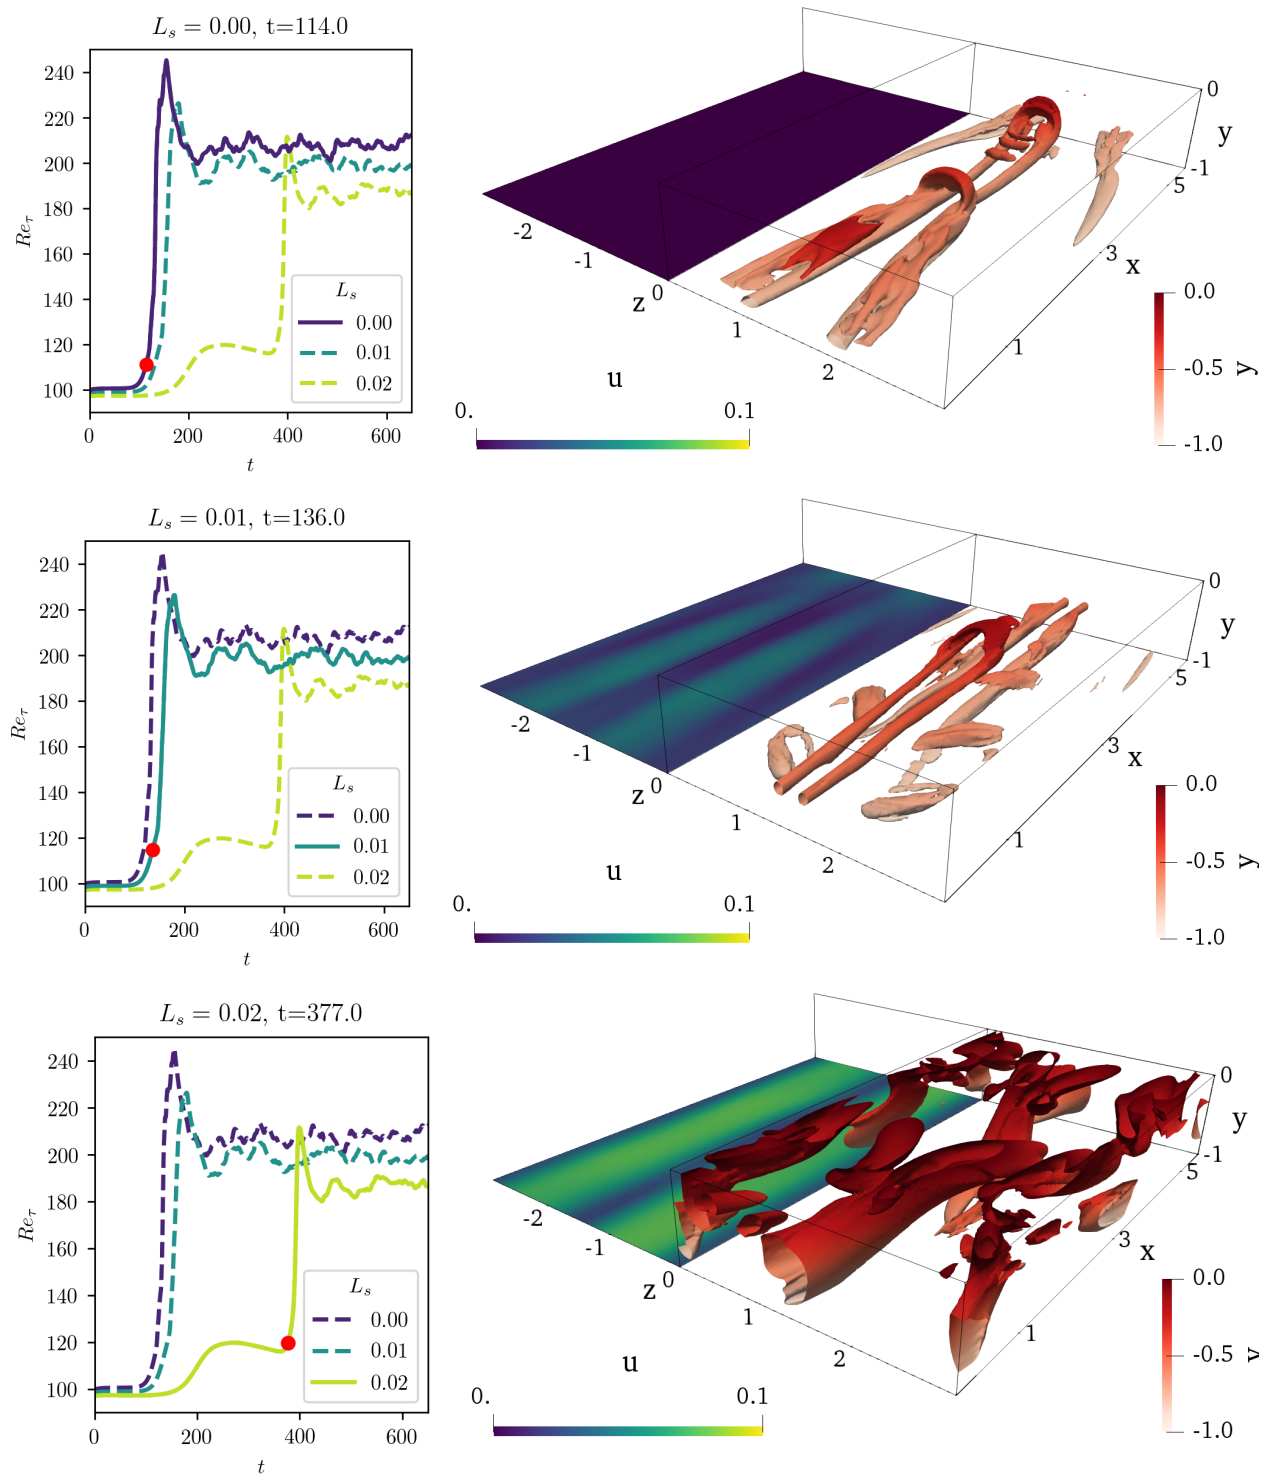 L_s = 0.00, t=114.0
240
220
200
180
160
140
120
100
Re_τ
0 200 400 600
t
L_s
0.00
0.01
0.02
-2
-1
z 0
1
2
1
3
x
5
0
y
-1
u
0. 0.1
0.0
-0.5
-1.0
y
L_s = 0.01, t=136.0
240
220
200
180
160
140
120
100
Re_τ
0 200 400 600
t
L_s
0.00
0.01
0.02
-2
-1
z 0
1
2
1
3
x
5
0
y
-1
u
0. 0.1
0.0
-0.5
-1.0
y
L_s = 0.02, t=377.0
240
220
200
180
160
140
120
100
Re_τ
0 200 400 600
t
L_s
0.00
0.01
0.02
-2
-1
z 0
1
2
1
3
x
5
0
y
-1
u
0. 0.1
0.0
-0.5
-1.0
y